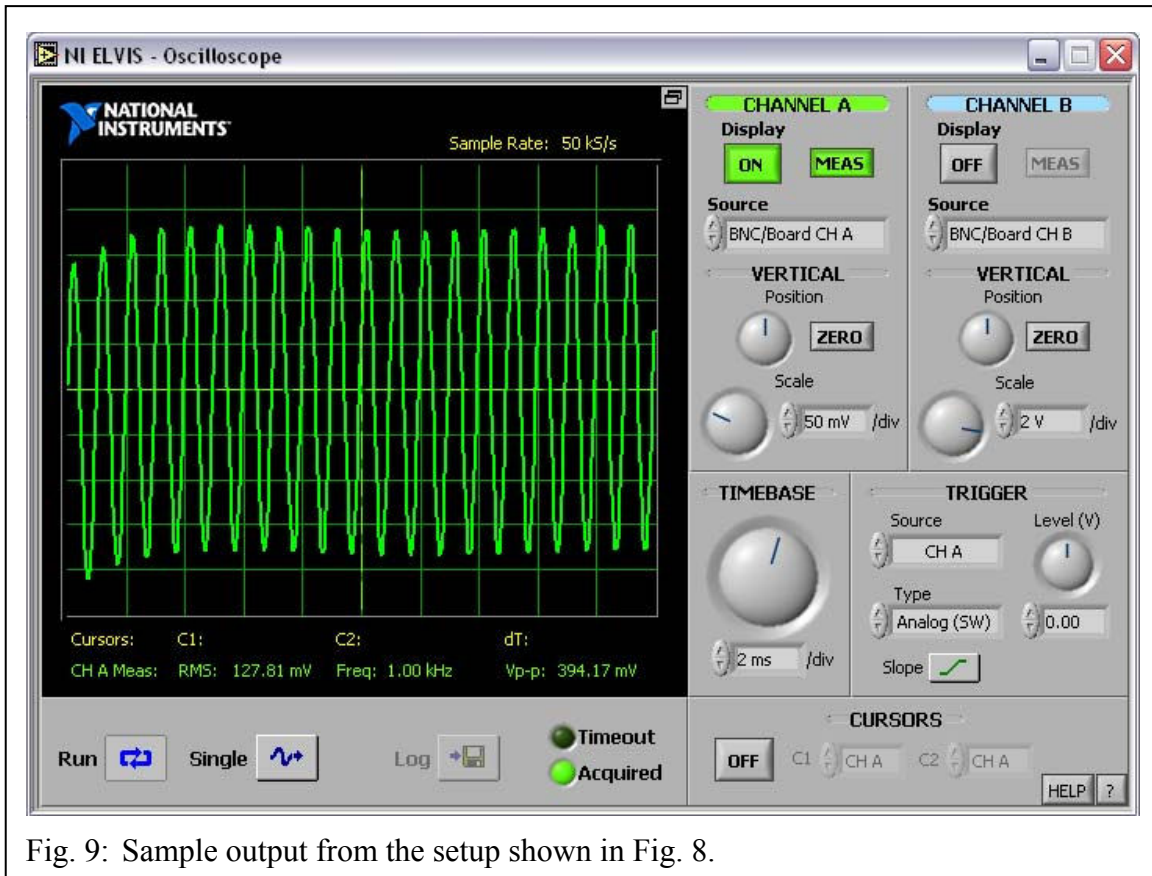 NI ELVIS - Oscilloscope
NATIONAL
INSTRUMENTS
Sample Rate: 50 kS/s
Cursors: C1: C2: dT:
CH A Meas: RMS: 127.81 mV Freq: 1.00 kHz Vp-p: 394.17 mV
Run Single Log Timeout
Acquired
CHANNEL A
Display
ON MEAS
Source
BNC/Board CH A
VERTICAL
Position
ZERO
Scale
50 mV /div
CHANNEL B
Display
OFF MEAS
Source
BNC/Board CH B
VERTICAL
Position
ZERO
Scale
2 V /div
TIMEBASE
2 ms /div
TRIGGER
Source
CH A
Type
Analog (SW)
Slope
Level (V)
0.00
CURSORS
OFF C1 CH A C2 CH A
HELP ?
Fig. 9: Sample output from the setup shown in Fig. 8.